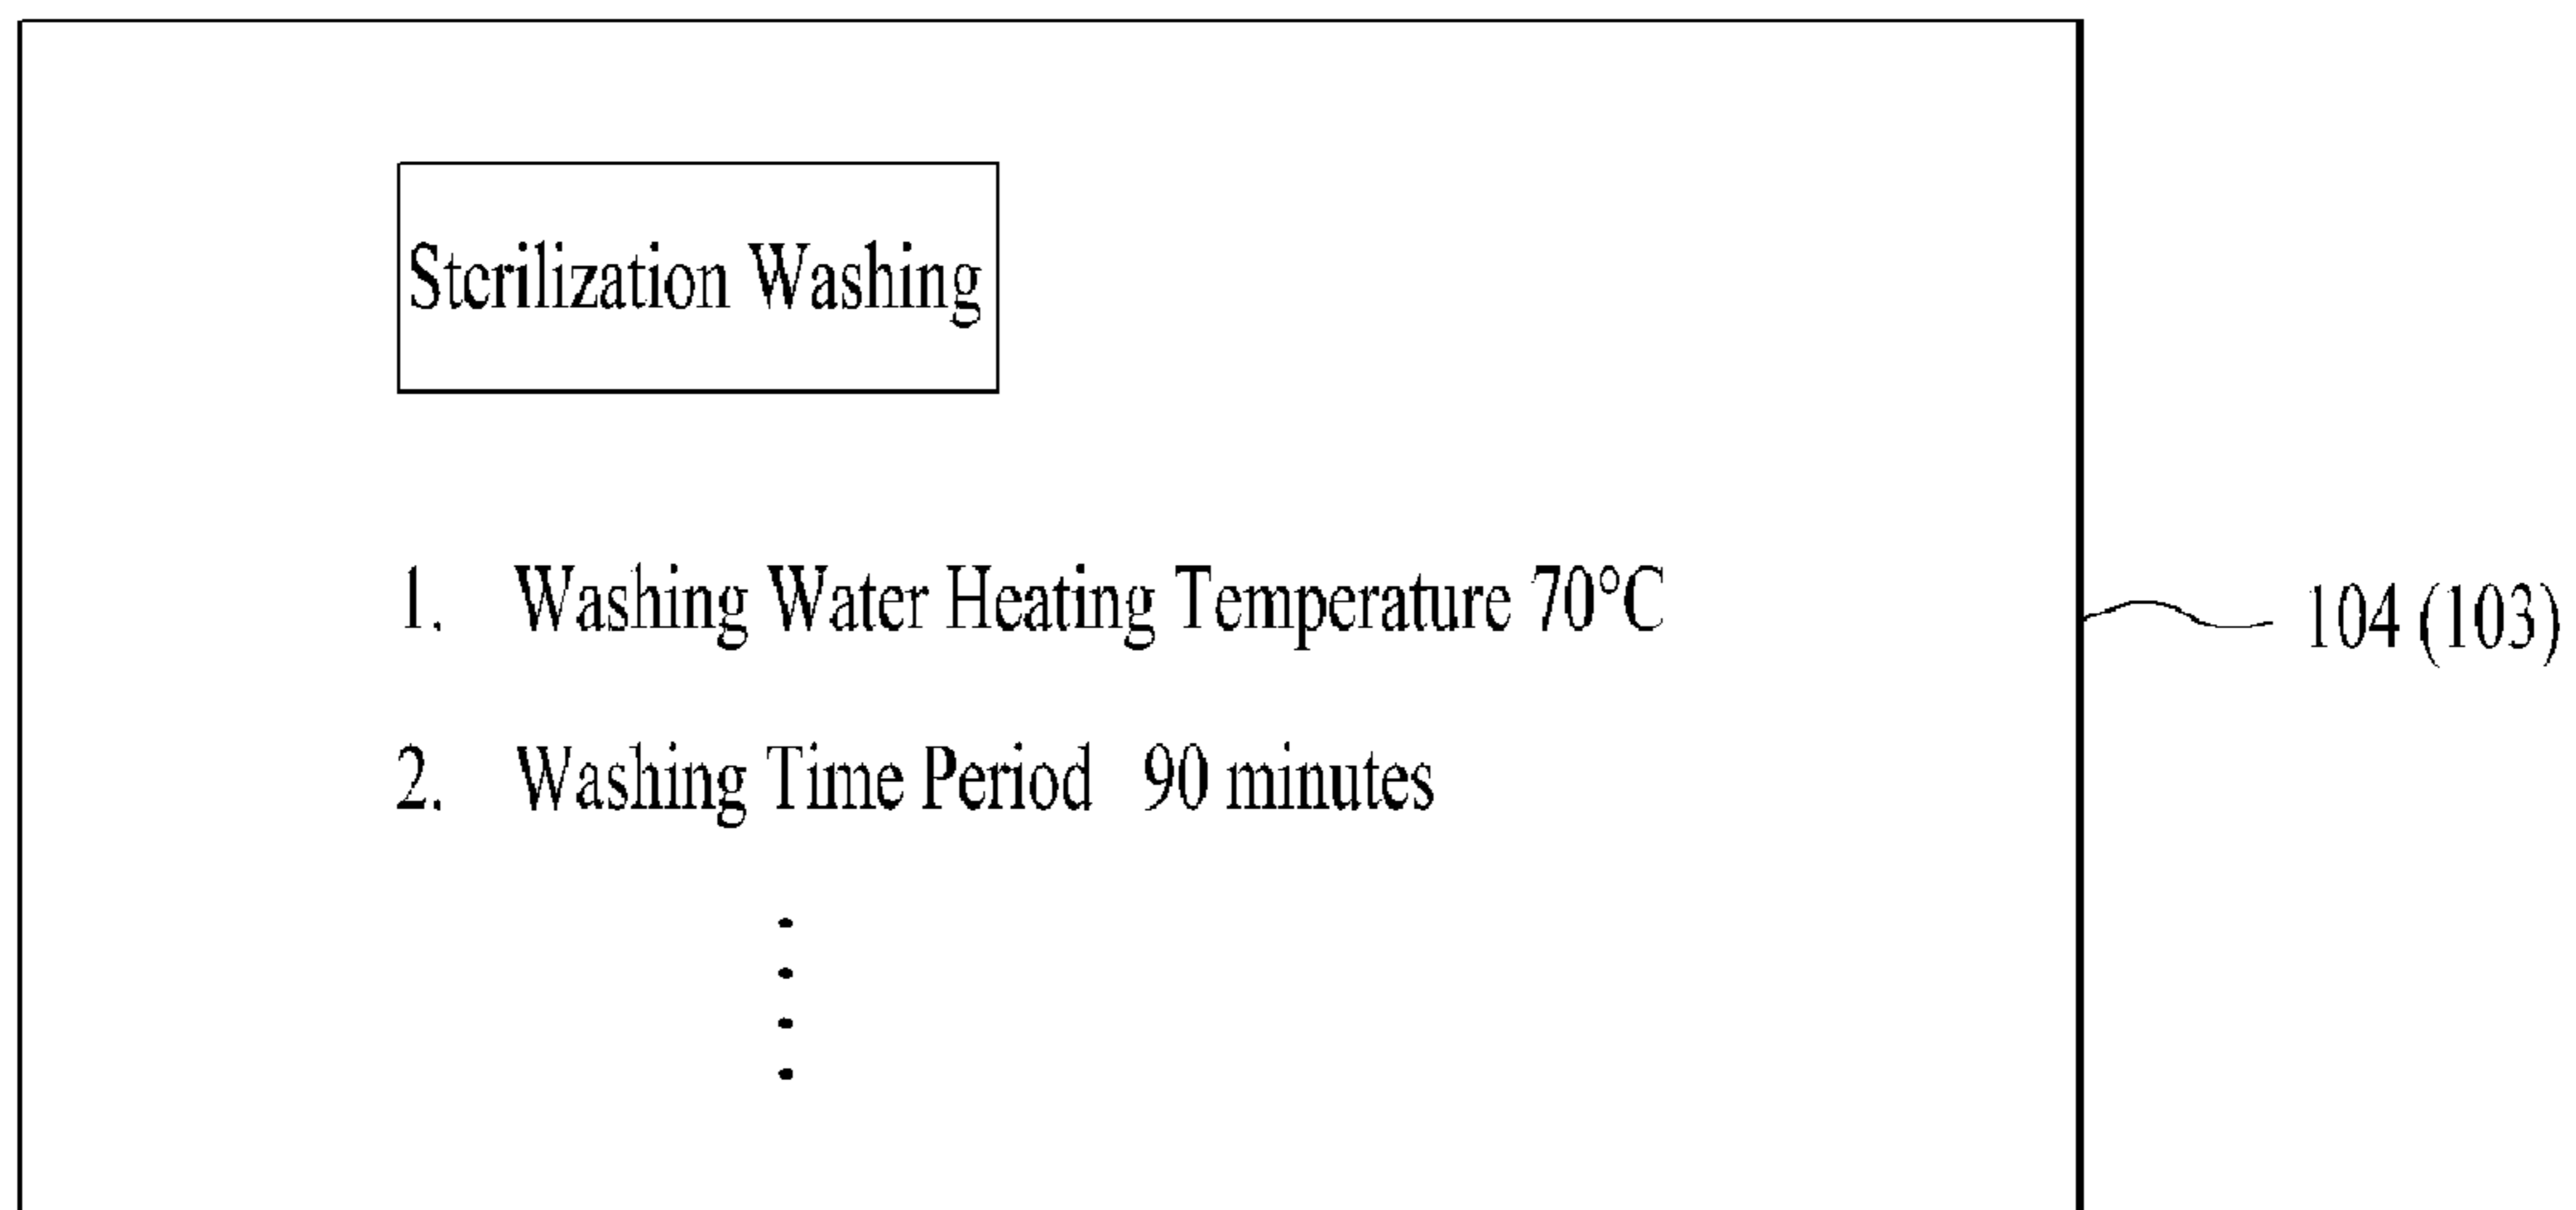 Sterilization Washing
1. Washing Water Heating Temperature 70°C
104 (103)
2. Washing Time Period 90 minutes